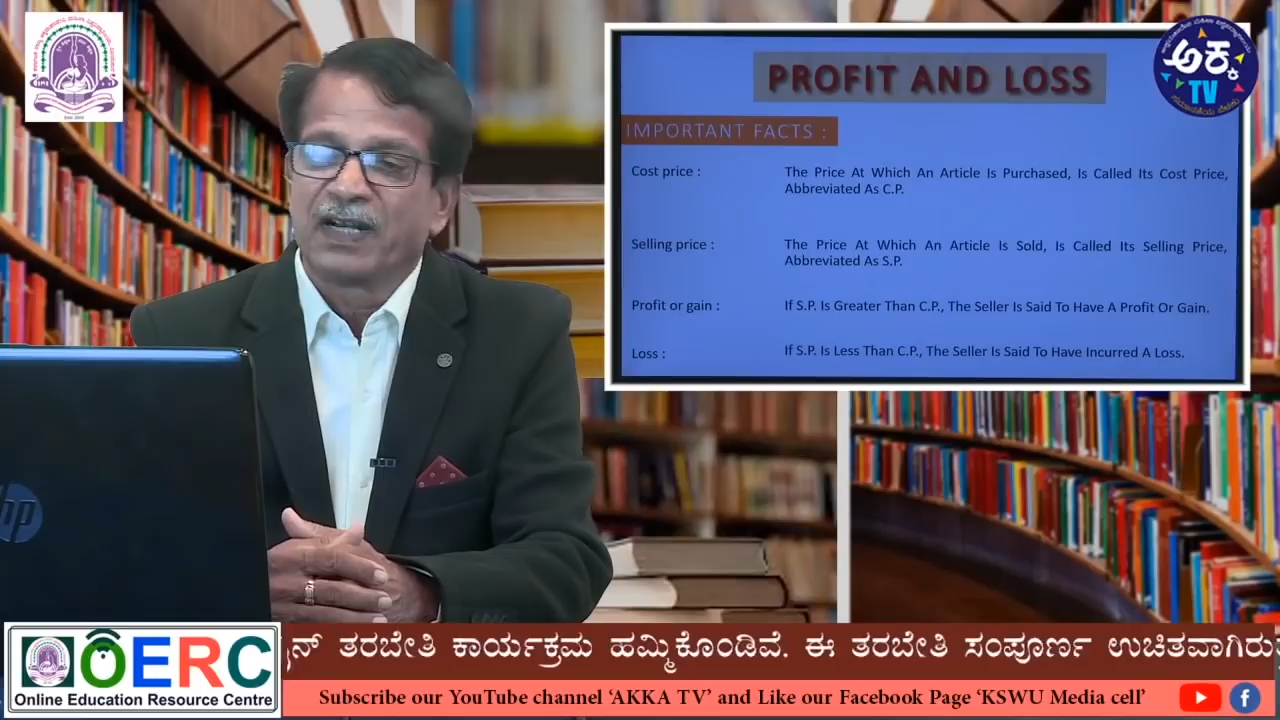 ಅಕ್ಕ
TV
PROFIT AND LOSS
IMPORTANT FACTS :
Cost price :
The Price At Which An Article Is Purchased, Is Called Its Cost Price,
Abbreviated As C.P.
Selling price :
The Price At Which An Article Is Sold, Is Called Its Selling Price,
Abbreviated As S.P.
Profit or gain :
If S.P. Is Greater Than C.P., The Seller Is Said To Have A Profit Or Gain.
Loss :
If S.P. Is Less Than C.P., The Seller Is Said To Have Incurred A Loss.
hp
OERC
Online Education Resource Centre
ತರಬೇತಿ ಕಾರ್ಯಕ್ರಮ ಹಮ್ಮಿಕೊಂಡಿವೆ. ಈ ತರಬೇತಿ ಸಂಪೂರ್ಣ ಉಚಿತವಾಗಿರು
Subscribe our YouTube channel ‘AKKA TV’ and Like our Facebook Page ‘KSWU Media cell’